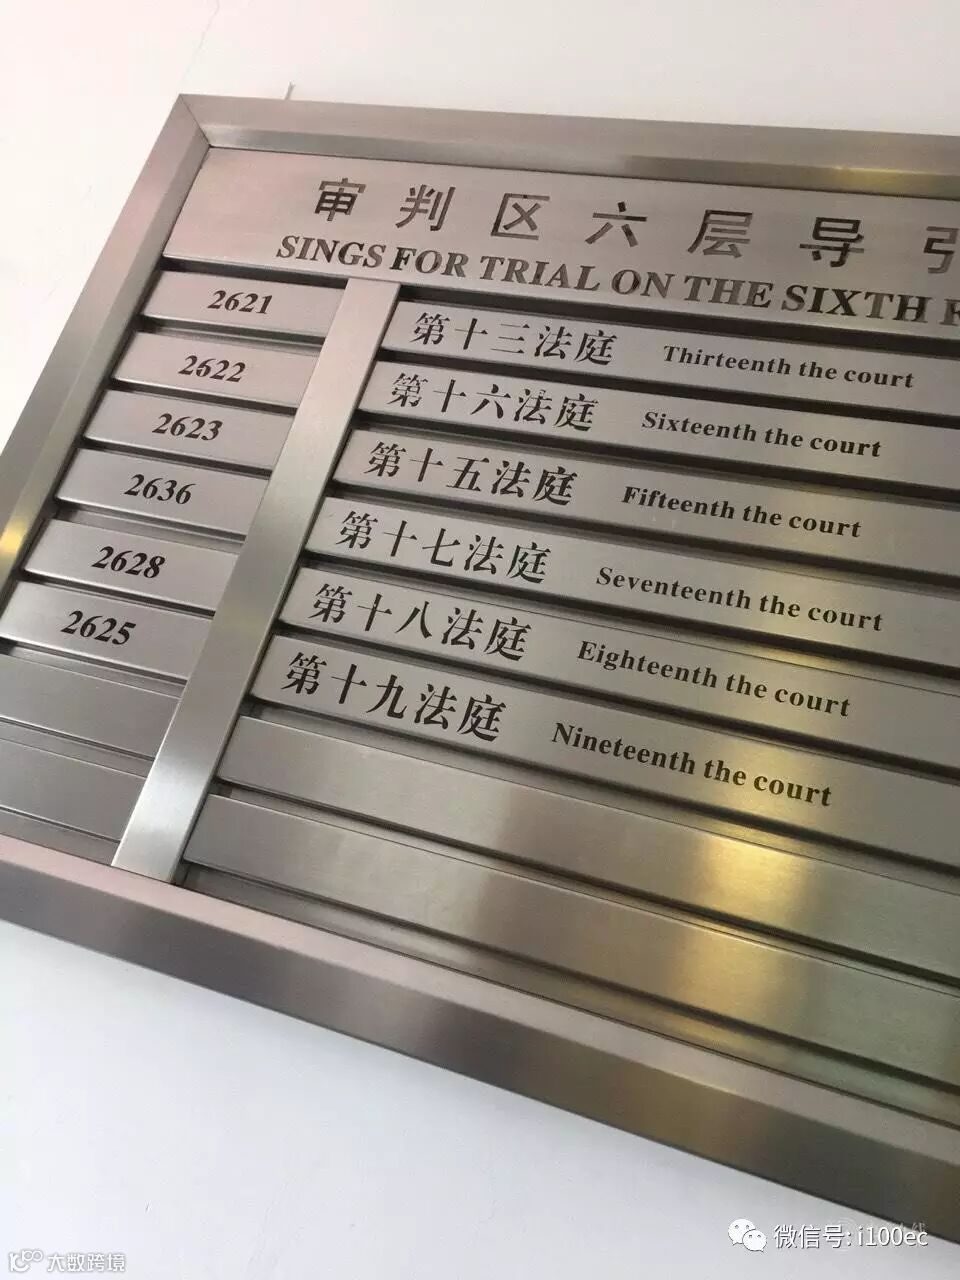 审判区六层导引
SINGS FOR TRIAL ON THE SIXTH F
2621 第十三法庭 Thirteenth the court
2622 第十六法庭 Sixteenth the court
2623 第十五法庭 Fifteenth the court
2636 第十七法庭 Seventeenth the court
2628 第十八法庭 Eighteenth the court
2625 第十九法庭 Nineteenth the court
微信号: i100ec
大数跨境